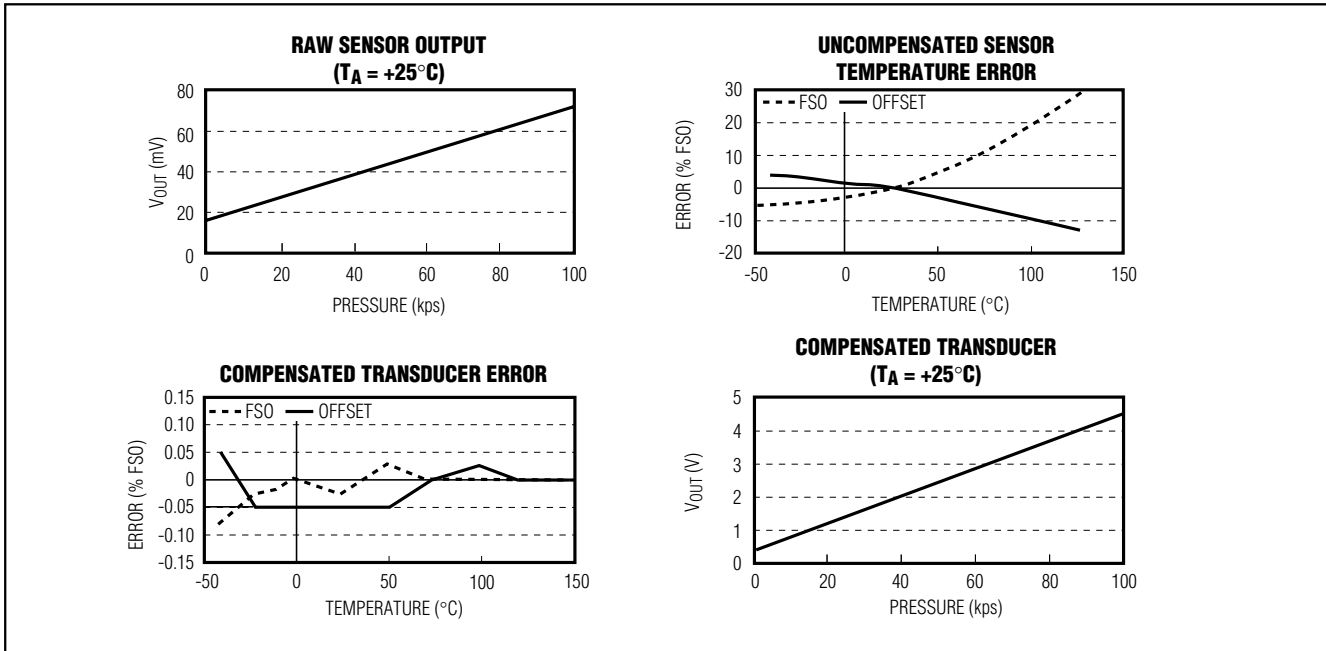 RAW SENSOR OUTPUT
(TA = +25°C)
80
60
40
20
0
VOUT (mV)
0 20 40 60 80 100
PRESSURE (kps)
UNCOMPENSATED SENSOR
TEMPERATURE ERROR
30
20
10
0
-10
-20
FSO OFFSET
ERROR (% FSO)
-50 0 50 100 150
TEMPERATURE (°C)
COMPENSATED TRANSDUCER ERROR
0.15
0.10
0.05
0
-0.05
-0.10
-0.15
FSO OFFSET
ERROR (% FSO)
-50 0 50 100 150
TEMPERATURE (°C)
COMPENSATED TRANSDUCER
(TA = +25°C)
5
4
3
2
1
0
VOUT (V)
0 20 40 60 80 100
PRESSURE (kps)